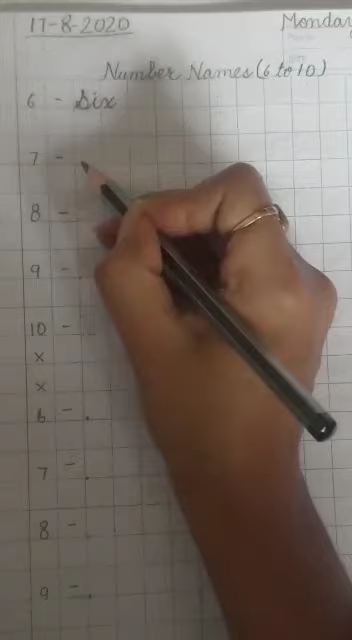 17-8-2020 Monday
Number Names (6 to 10)
6 - Six
7 -
8 -
9 -
10 -
x
x
6 - .
7 - .
8 -
9 - .